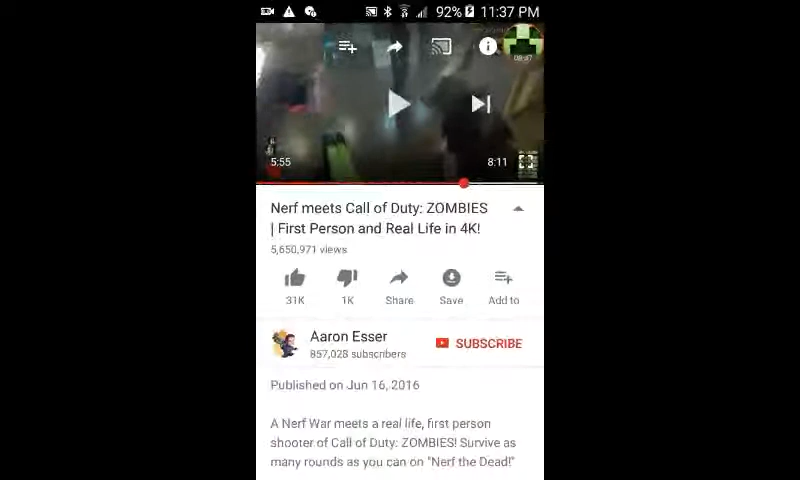 92% 11:37 PM
5:55
8:11
Nerf meets Call of Duty: ZOMBIES
| First Person and Real Life in 4K!
5,650,971 views
31K 1K Share Save Add to
Aaron Esser
857,028 subscribers
SUBSCRIBE
Published on Jun 16, 2016
A Nerf War meets a real life, first person
shooter of Call of Duty: ZOMBIES! Survive as
many rounds as you can on "Nerf the Dead!"